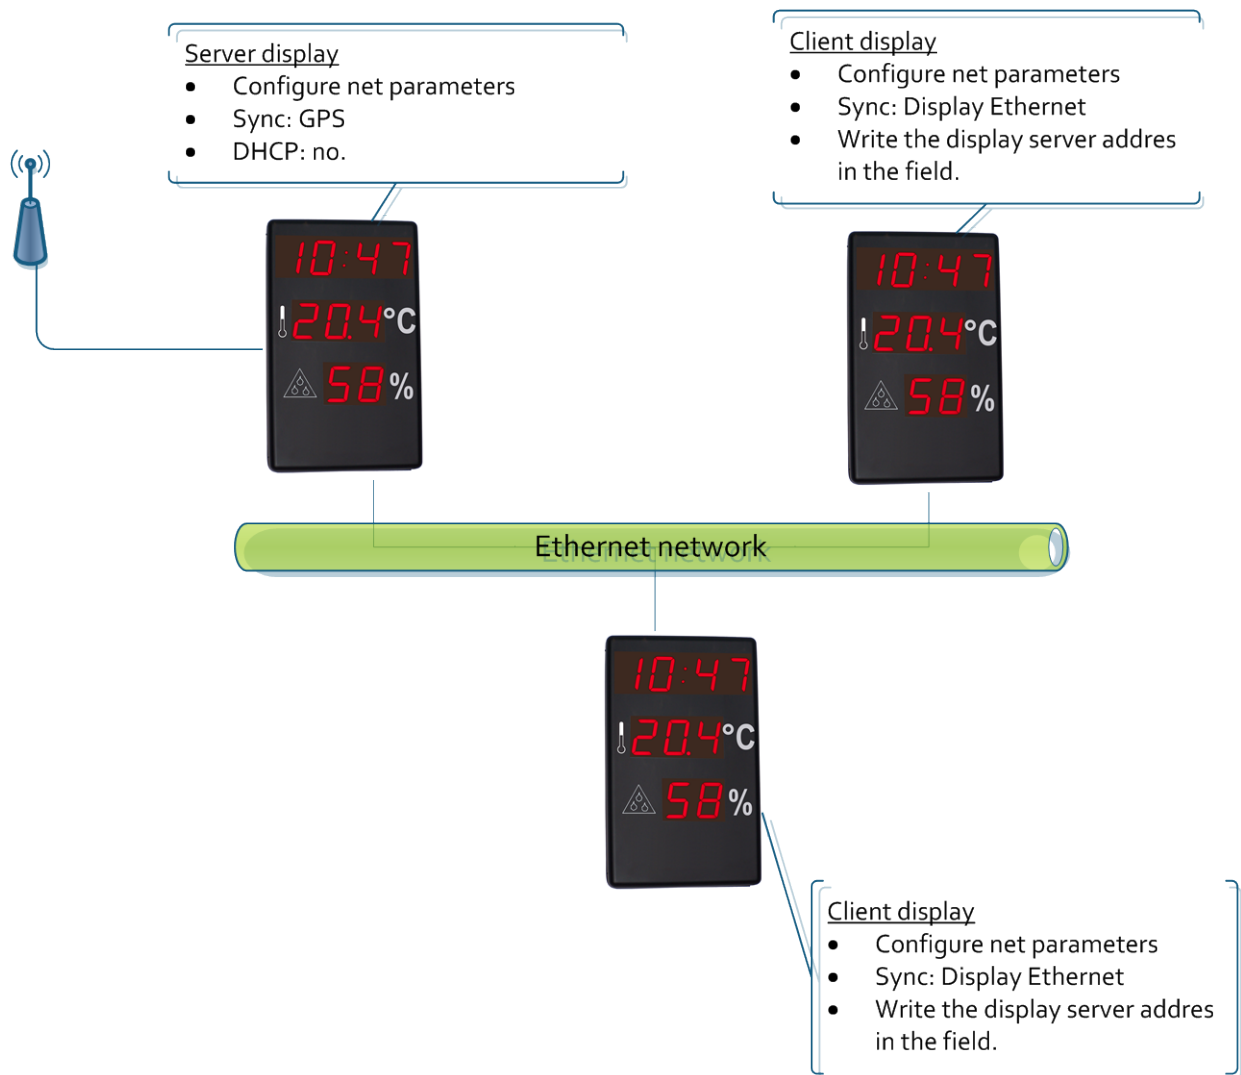 Server display
• Configure net parameters
• Sync: GPS
• DHCP: no.
Client display
• Configure net parameters
• Sync: Display Ethernet
• Write the display server addres
in the field.
10:47
20.4°C
58%
10:47
20.4°C
58%
Ethernet network
10:47
20.4°C
58%
Client display
• Configure net parameters
• Sync: Display Ethernet
• Write the display server addres
in the field.